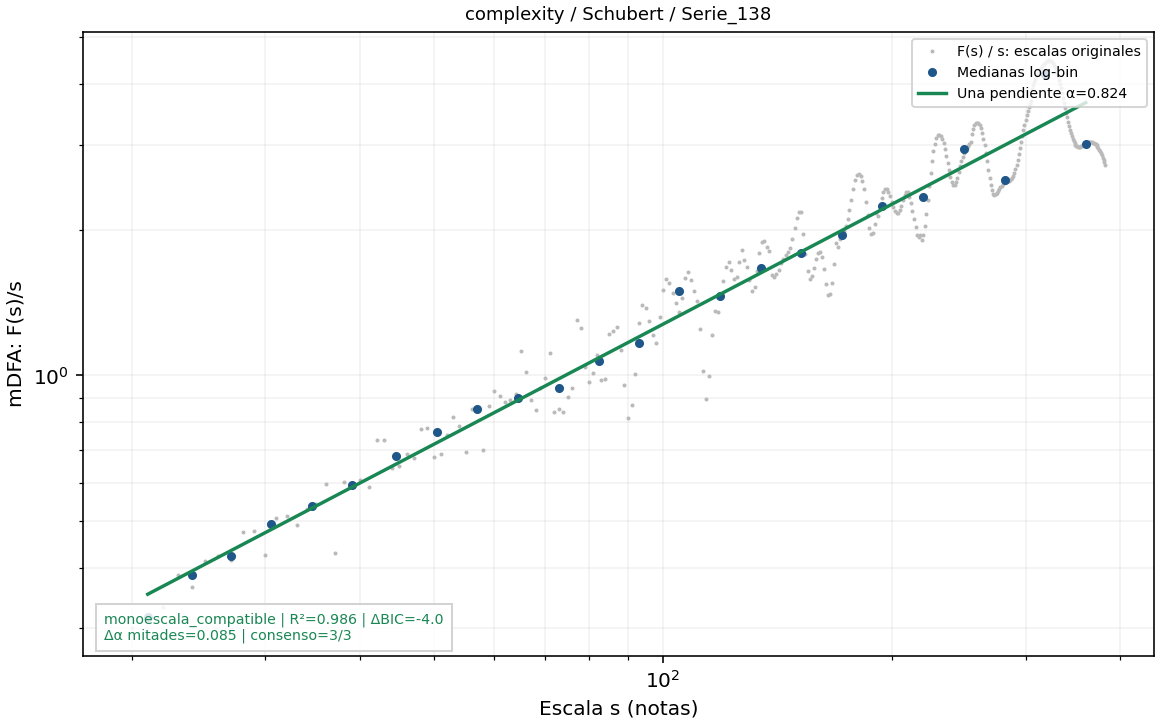 complexity / Schubert / Serie_138
F(s) / s: escalas originales
Medianas log-bin
Una pendiente α=0.824
mDFA: F(s)/s
10⁰
monoescala_compatible | R²=0.986 | ΔBIC=-4.0
Δα mitades=0.085 | consenso=3/3
10²
Escala s (notas)